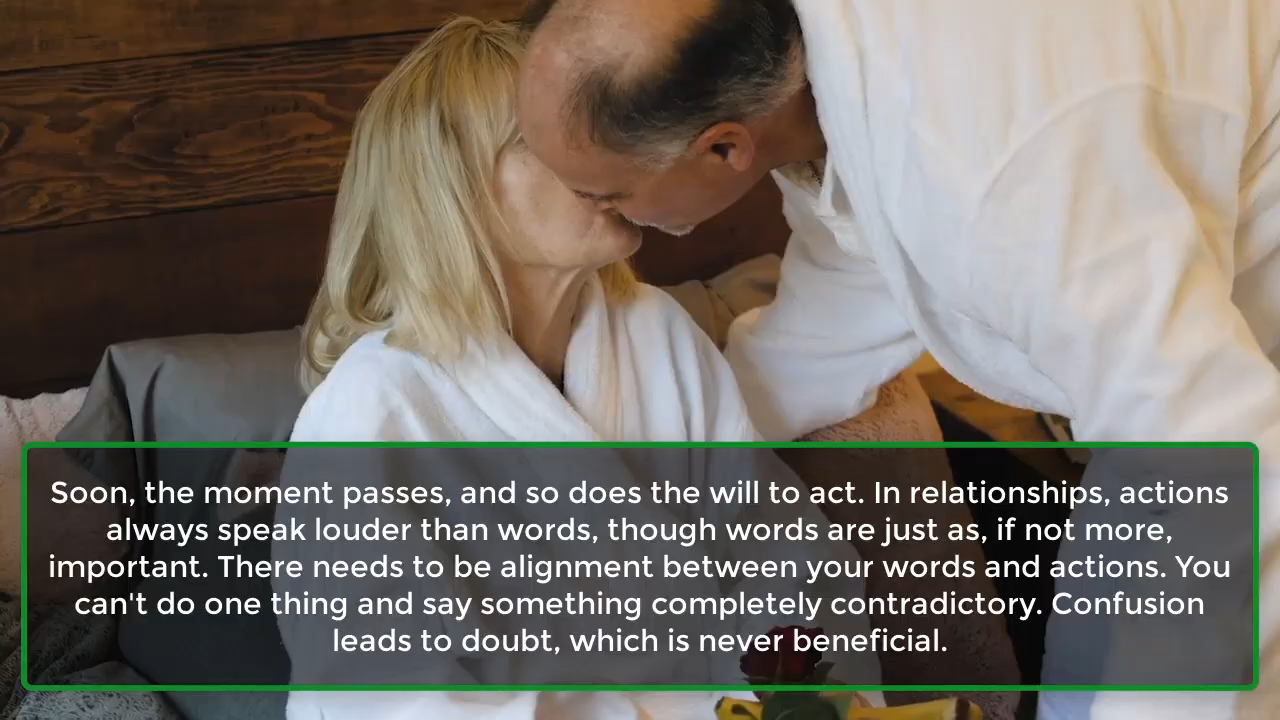 Soon, the moment passes, and so does the will to act. In relationships, actions
always speak louder than words, though words are just as, if not more,
important. There needs to be alignment between your words and actions. You
can't do one thing and say something completely contradictory. Confusion
leads to doubt, which is never beneficial.